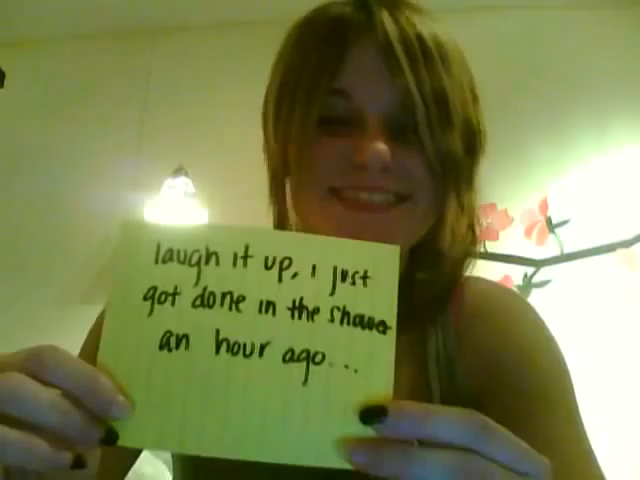 laugh it up, i just
got done in the shower
an hour ago...